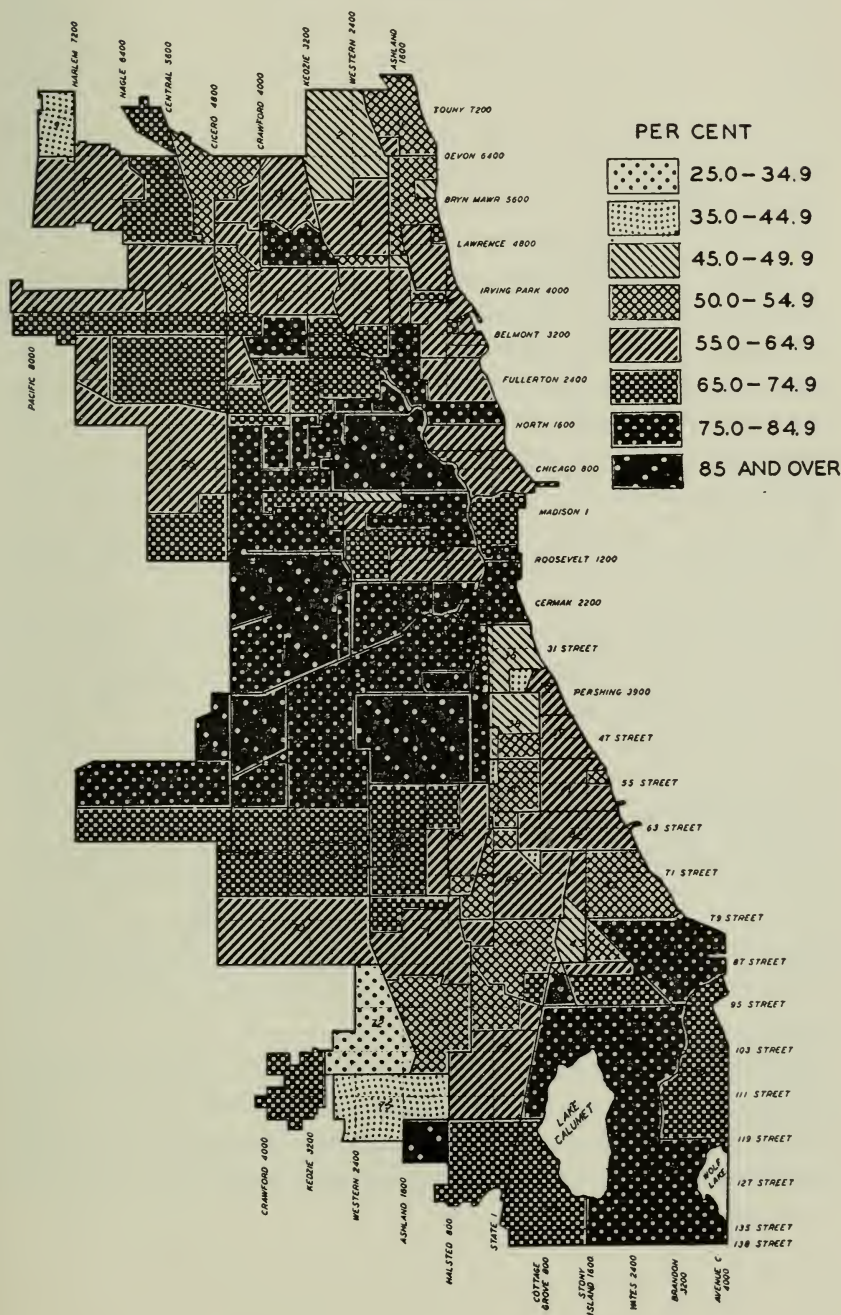 HARLEM 7200
NAGLE 6400
CENTRAL 5600
CICERO 4800
CRAWFORD 4000
KEDZIE 3200
WESTERN 2400
ASHLAND
1600
TOUHY 7200
DEVON 6400
BRYN MAWR 5600
LAWRENCE 4800
IRVING PARK 4000
BELMONT 3200
FULLERTON 2400
NORTH 1600
CHICAGO 800
MADISON 1
ROOSEVELT 1200
CERMAK 2200
31 STREET
PERSHING 3900
47 STREET
55 STREET
63 STREET
71 STREET
79 STREET
87 STREET
95 STREET
103 STREET
111 STREET
119 STREET
127 STREET
135 STREET
138 STREET
PER CENT
25.0-34.9
35.0-44.9
45.0-49.9
50.0-54.9
55.0-64.9
65.0-74.9
75.0-84.9
85 AND OVER
PACIFIC 8000
LAKE
CALUMET
WOLF
LAKE
CRAWFORD 4000
KEDZIE 3200
WESTERN 2400
ASHLAND 1600
HALSTED 800
STATE 1
COTTAGE
GROVE 800
STONY
ISLAND 1600
YATES 2400
BRANDON
3200
AVENUE C
4000